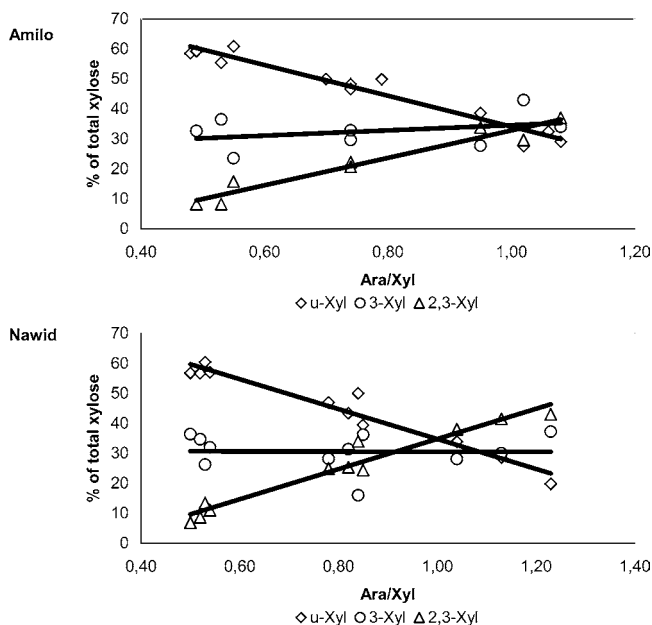 Amilo
% of total xylose
70
60
50
40
30
20
10
0
0,40 0,60 0,80 1,00 1,20
Ara/Xyl
u-Xyl 3-Xyl 2,3-Xyl
Nawid
% of total xylose
70
60
50
40
30
20
10
0
0,40 0,60 0,80 1,00 1,20 1,40
Ara/Xyl
u-Xyl 3-Xyl 2,3-Xyl